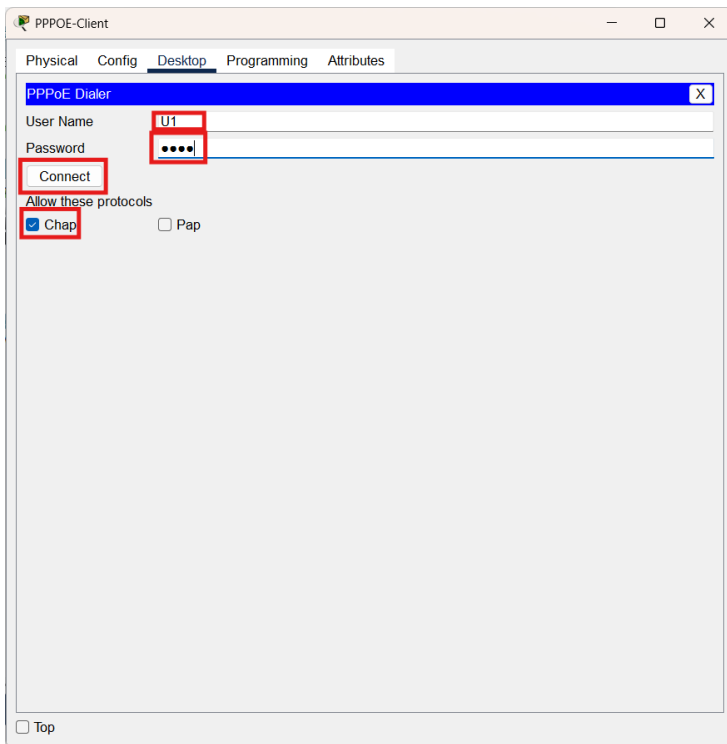 PPPOE-Client
Physical Config Desktop Programming Attributes
PPPoE Dialer X
User Name U1
Password ••••
Connect
Allow these protocols
Chap Pap
Top